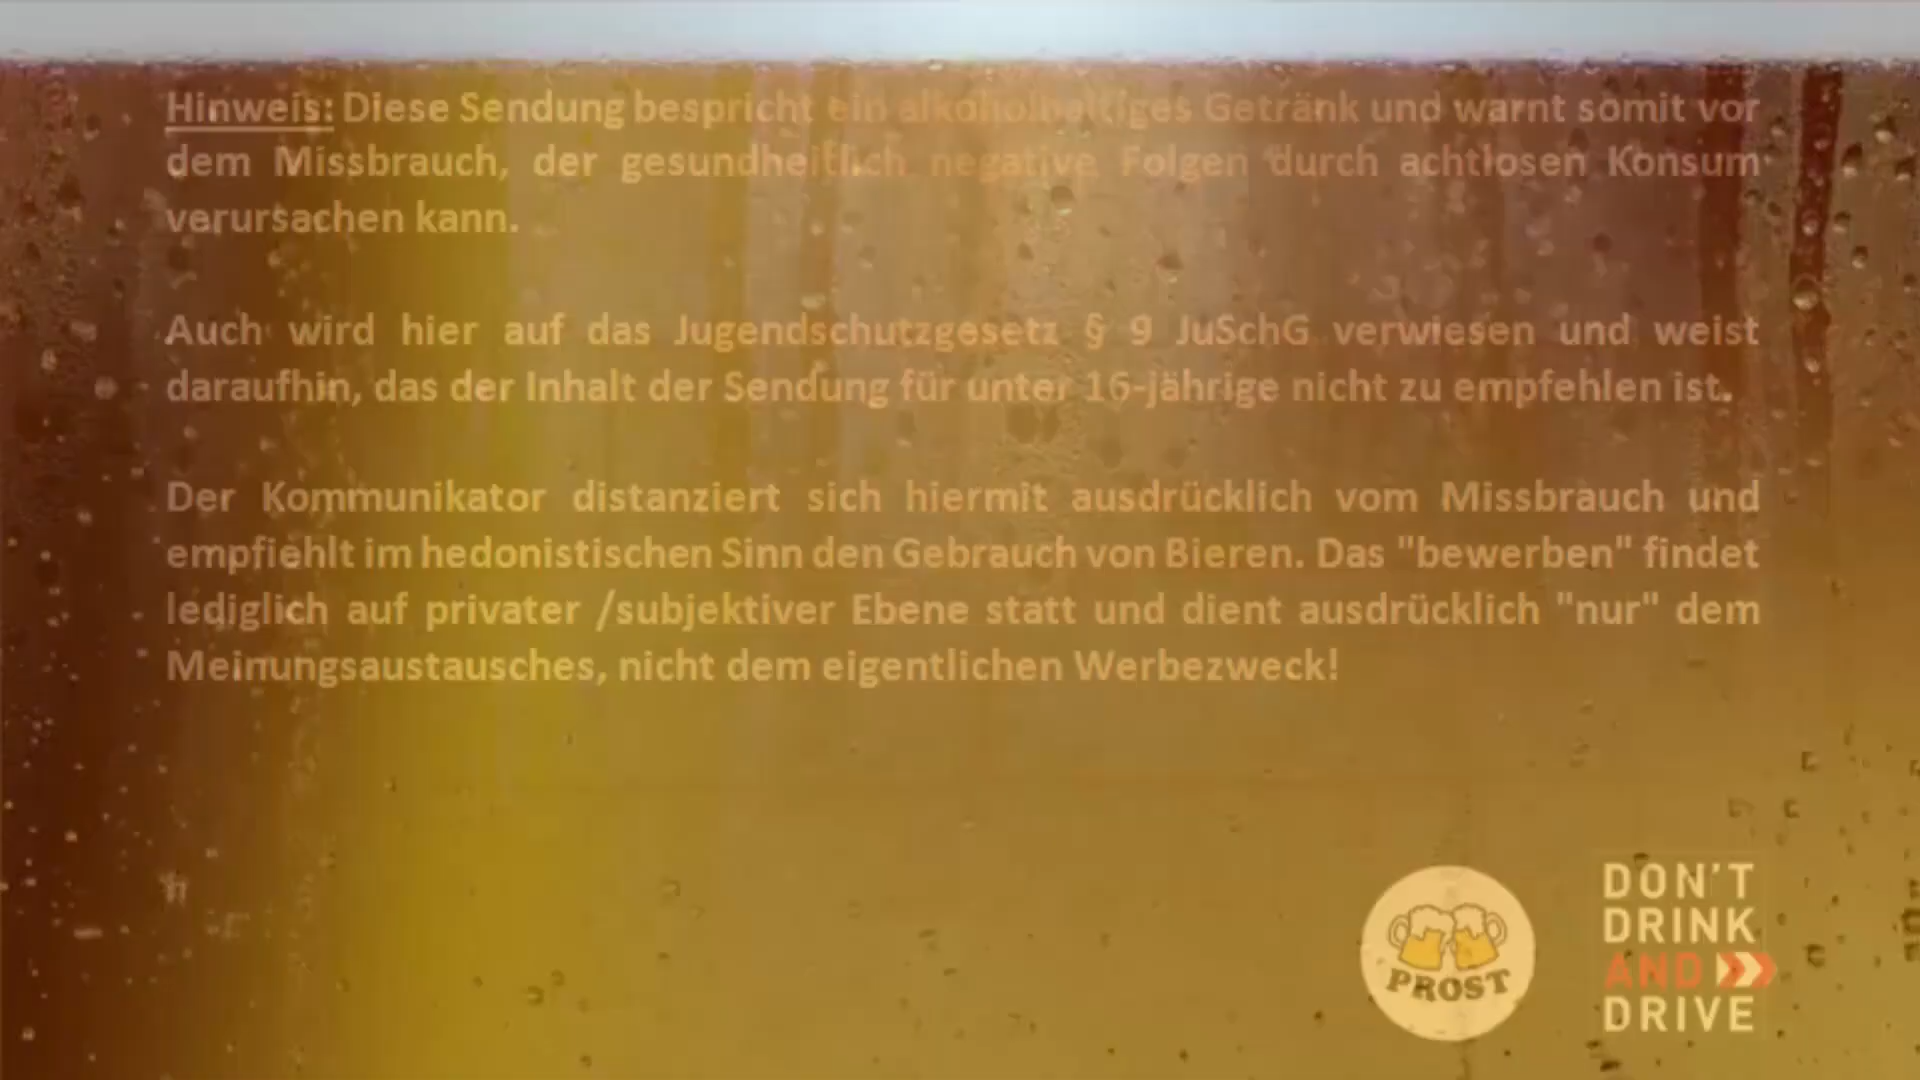 Hinweis: Diese Sendung bespricht ein alkoholhaltiges Getränk und warnt somit vor
dem Missbrauch, der gesundheitlich negative Folgen durch achtlosen Konsum
verursachen kann.
Auch wird hier auf das Jugendschutzgesetz § 9 JuSchG verwiesen und weist
daraufhin, das der Inhalt der Sendung für unter 16-jährige nicht zu empfehlen ist.
Der Kommunikator distanziert sich hiermit ausdrücklich vom Missbrauch und
empfiehlt im hedonistischen Sinn den Gebrauch von Bieren. Das "bewerben" findet
lediglich auf privater /subjektiver Ebene statt und dient ausdrücklich "nur" dem
Meinungsaustausches, nicht dem eigentlichen Werbezweck!
PROST
DON'T
DRINK
AND
DRIVE